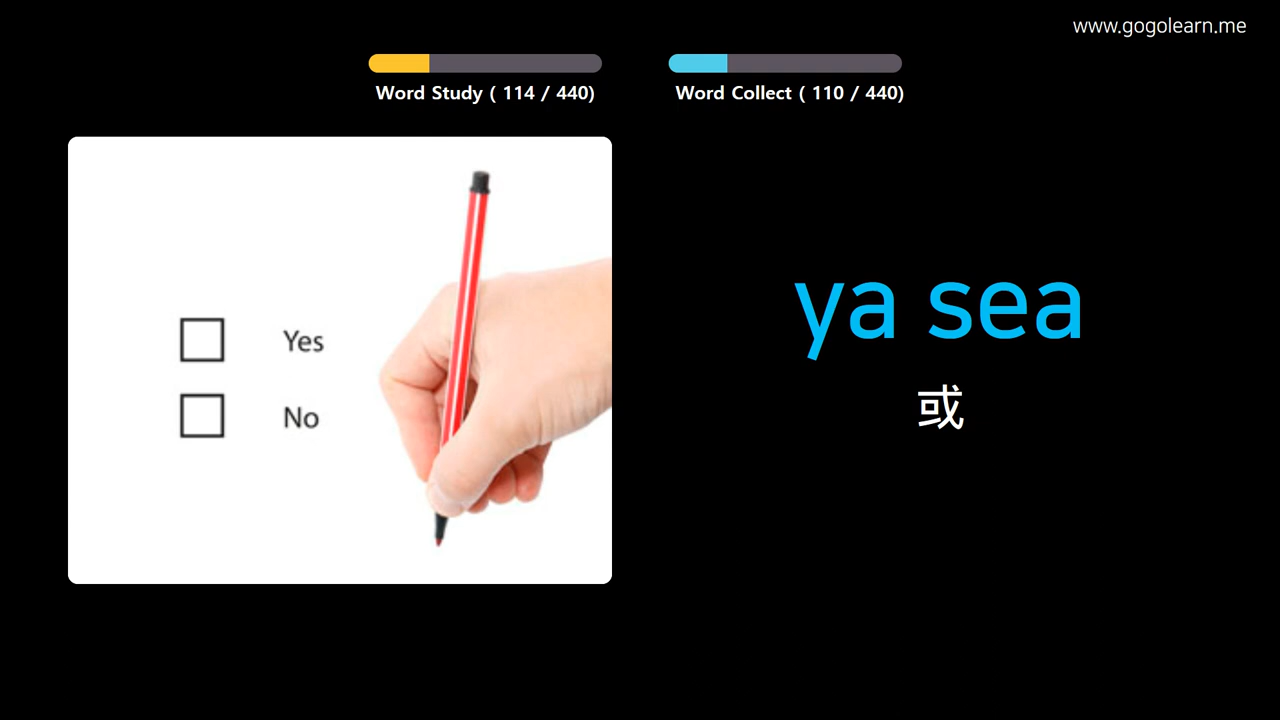 www.gogolearn.me
Word Study ( 114 / 440)
Word Collect ( 110 / 440)
Yes
No
ya sea
或